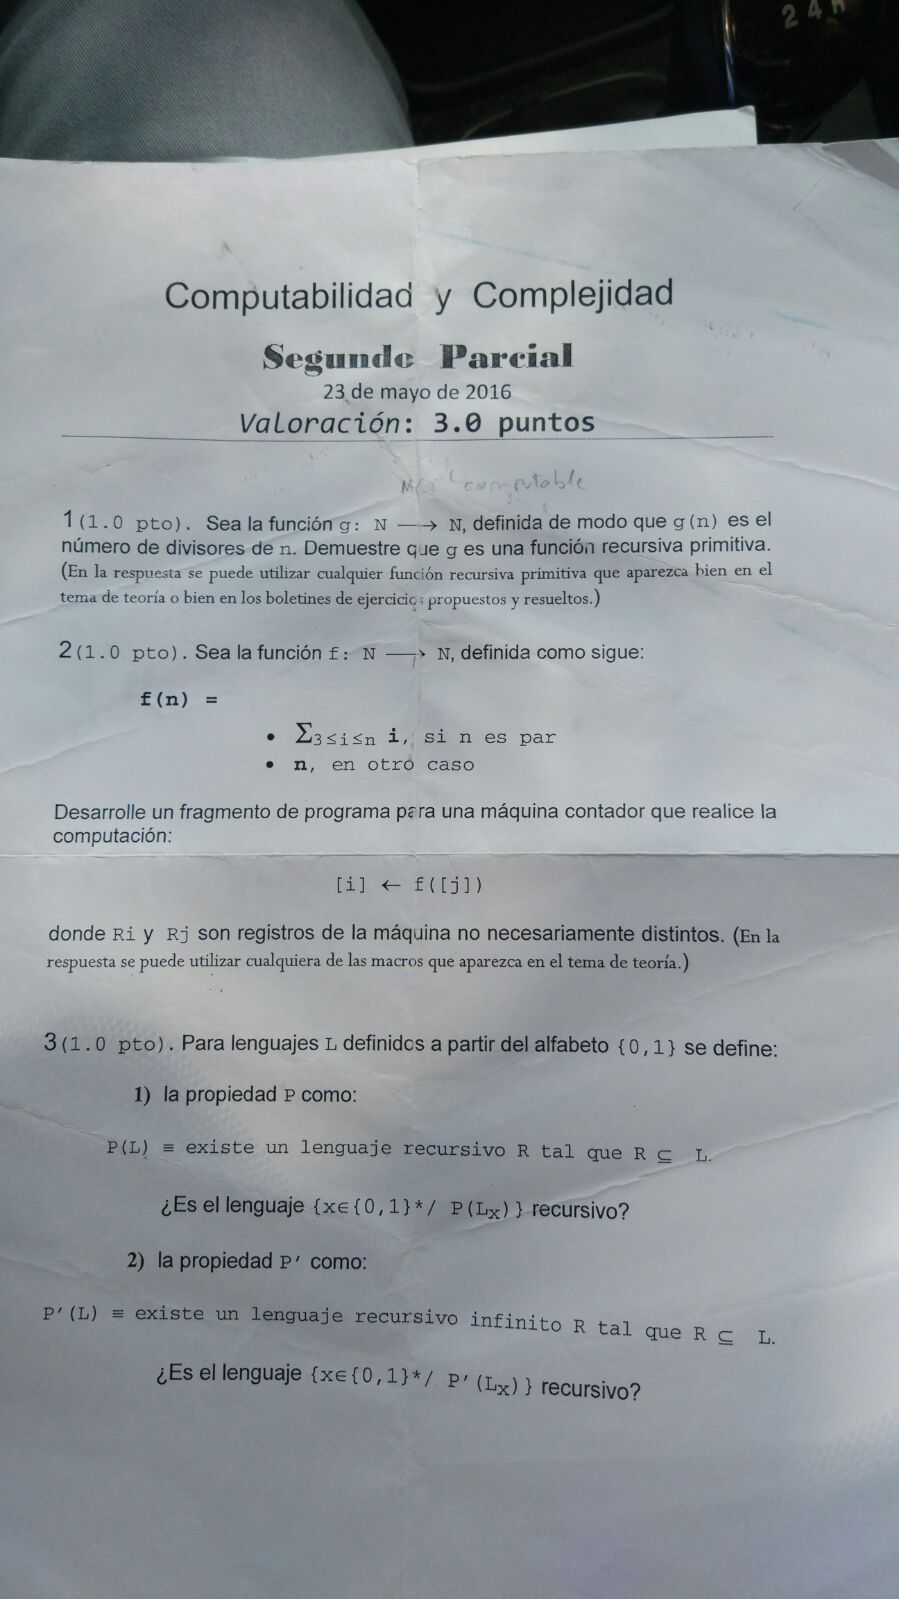 24h
Computabilidad y Complejidad
Segundo Parcial
23 de mayo de 2016
Valoración: 3.0 puntos
computable
1(1.0 pto). Sea la función g: N ⟶ N, definida de modo que g(n) es el
número de divisores de n. Demuestre que g es una función recursiva primitiva.
(En la respuesta se puede utilizar cualquier función recursiva primitiva que aparezca bien en el
tema de teoría o bien en los boletines de ejercicios propuestos y resueltos.)
2(1.0 pto). Sea la función f: N ⟶ N, definida como sigue:
f(n) =
• Σ3≤i≤n i, si n es par
• n, en otro caso
Desarrolle un fragmento de programa para una máquina contador que realice la
computación:
[i] ← f([j])
donde Ri y Rj son registros de la máquina no necesariamente distintos. (En la
respuesta se puede utilizar cualquiera de las macros que aparezca en el tema de teoría.)
3(1.0 pto). Para lenguajes L definidos a partir del alfabeto {0,1} se define:
1) la propiedad P como:
P(L) ≡ existe un lenguaje recursivo R tal que R ⊆ L.
¿Es el lenguaje {x∈{0,1}*/ P(Lx)} recursivo?
2) la propiedad P' como:
P'(L) ≡ existe un lenguaje recursivo infinito R tal que R ⊆ L.
¿Es el lenguaje {x∈{0,1}*/ P'(Lx)} recursivo?